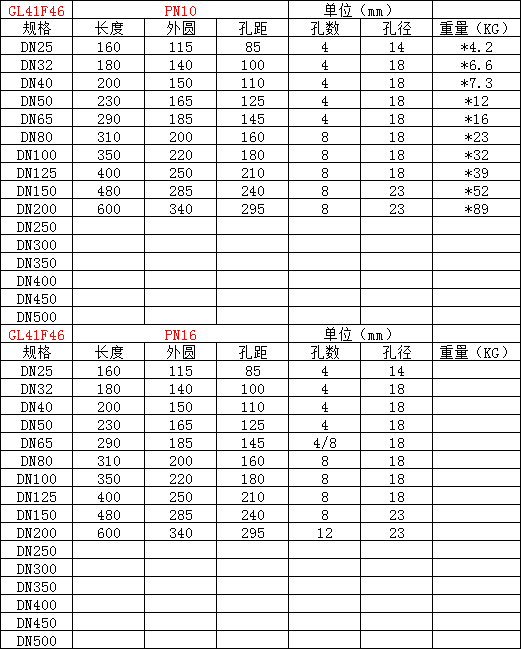 GL41F46 PN10 单位（mm）
规格 长度 外圆 孔距 孔数 孔径 重量（KG）
DN25 160 115 85 4 14 *4.2
DN32 180 140 100 4 18 *6.6
DN40 200 150 110 4 18 *7.3
DN50 230 165 125 4 18 *12
DN65 290 185 145 4 18 *16
DN80 310 200 160 8 18 *23
DN100 350 220 180 8 18 *32
DN125 400 250 210 8 18 *39
DN150 480 285 240 8 23 *52
DN200 600 340 295 8 23 *89
DN250
DN300
DN350
DN400
DN450
DN500
GL41F46 PN16 单位（mm）
规格 长度 外圆 孔距 孔数 孔径 重量（KG）
DN25 160 115 85 4 14
DN32 180 140 100 4 18
DN40 200 150 110 4 18
DN50 230 165 125 4 18
DN65 290 185 145 4/8 18
DN80 310 200 160 8 18
DN100 350 220 180 8 18
DN125 400 250 210 8 18
DN150 480 285 240 8 23
DN200 600 340 295 12 23
DN250
DN300
DN350
DN400
DN450
DN500